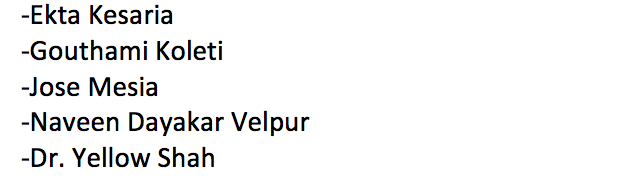 -Ekta Kesaria
-Gouthami Koleti
-Jose Mesia
-Naveen Dayakar Velpur
-Dr. Yellow Shah